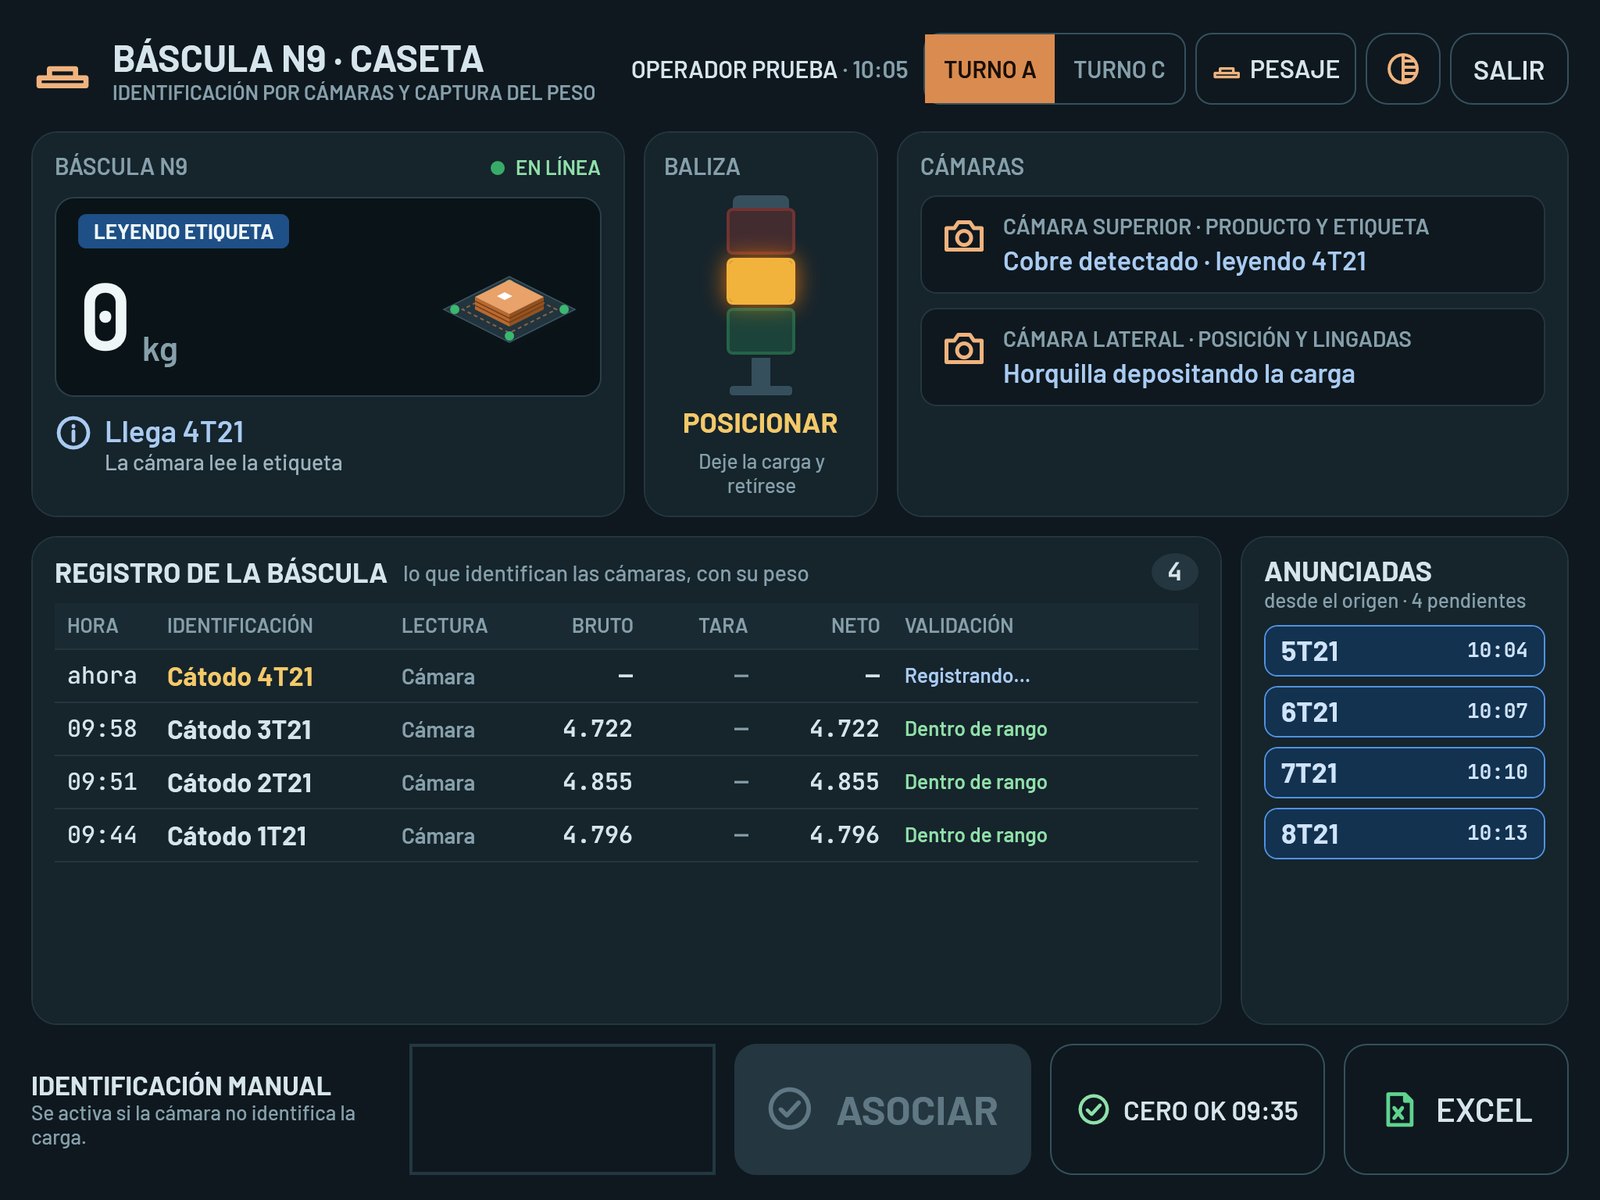 BÁSCULA N9 · CASETA
IDENTIFICACIÓN POR CÁMARAS Y CAPTURA DEL PESO
OPERADOR PRUEBA · 10:05
TURNO A
TURNO C
PESAJE
SALIR
BÁSCULA N9
EN LÍNEA
LEYENDO ETIQUETA
0 kg
Llega 4T21
La cámara lee la etiqueta
BALIZA
POSICIONAR
Deje la carga y
retírese
CÁMARAS
CÁMARA SUPERIOR · PRODUCTO Y ETIQUETA
Cobre detectado · leyendo 4T21
CÁMARA LATERAL · POSICIÓN Y LINGADAS
Horquilla depositando la carga
REGISTRO DE LA BÁSCULA lo que identifican las cámaras, con su peso 4
HORA IDENTIFICACIÓN LECTURA BRUTO TARA NETO VALIDACIÓN
ahora Cátodo 4T21 Cámara — — — Registrando...
09:58 Cátodo 3T21 Cámara 4.722 — 4.722 Dentro de rango
09:51 Cátodo 2T21 Cámara 4.855 — 4.855 Dentro de rango
09:44 Cátodo 1T21 Cámara 4.796 — 4.796 Dentro de rango
ANUNCIADAS
desde el origen · 4 pendientes
5T21 10:04
6T21 10:07
7T21 10:10
8T21 10:13
IDENTIFICACIÓN MANUAL
Se activa si la cámara no identifica la
carga.
ASOCIAR
CERO OK 09:35
EXCEL